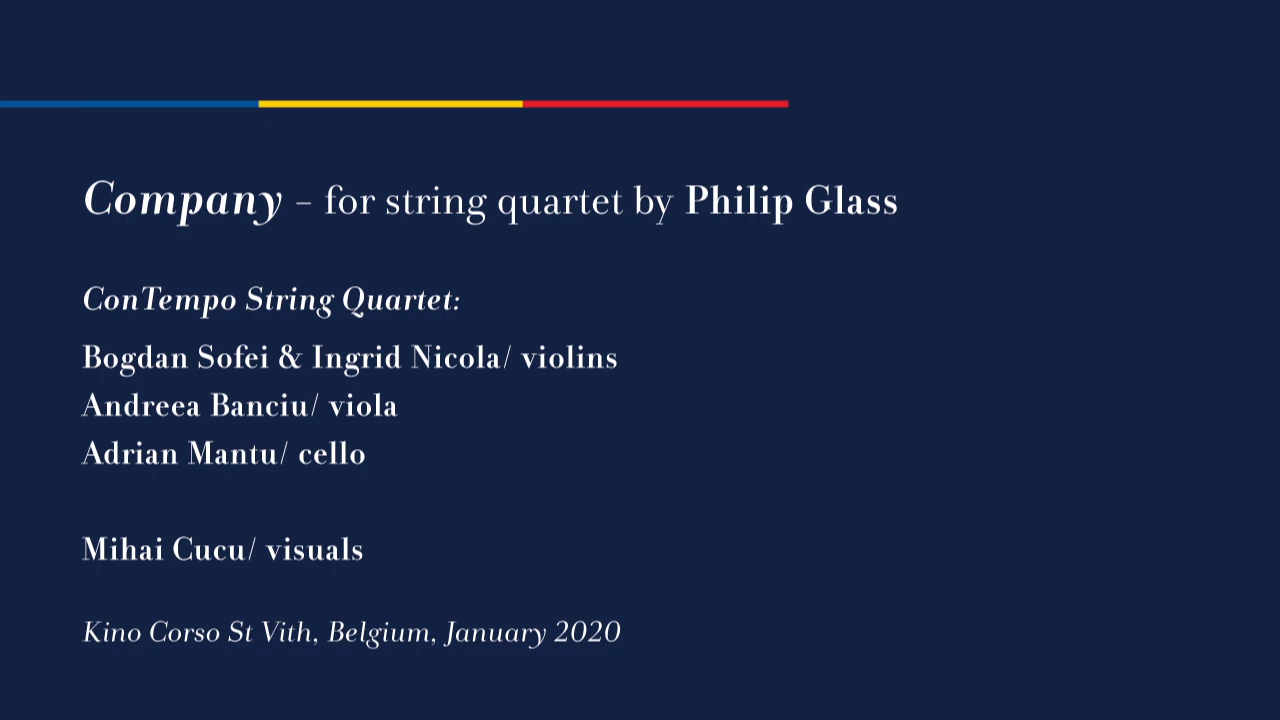 Company – for string quartet by Philip Glass
ConTempo String Quartet:
Bogdan Sofei & Ingrid Nicola/ violins
Andreea Banciu/ viola
Adrian Mantu/ cello
Mihai Cucu/ visuals
Kino Corso St Vith, Belgium, January 2020